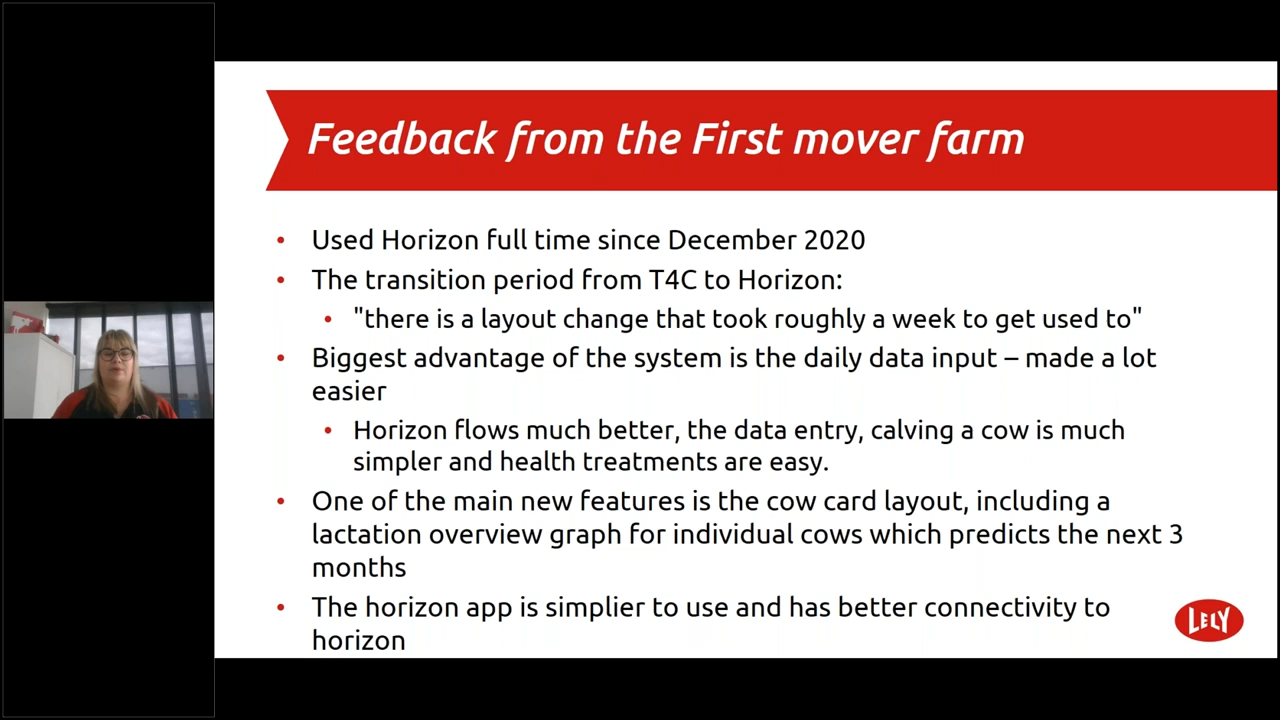 Feedback from the First mover farm
• Used Horizon full time since December 2020
• The transition period from T4C to Horizon:
• "there is a layout change that took roughly a week to get used to"
• Biggest advantage of the system is the daily data input – made a lot
easier
• Horizon flows much better, the data entry, calving a cow is much
simpler and health treatments are easy.
• One of the main new features is the cow card layout, including a
lactation overview graph for individual cows which predicts the next 3
months
• The horizon app is simplier to use and has better connectivity to
horizon
LELY